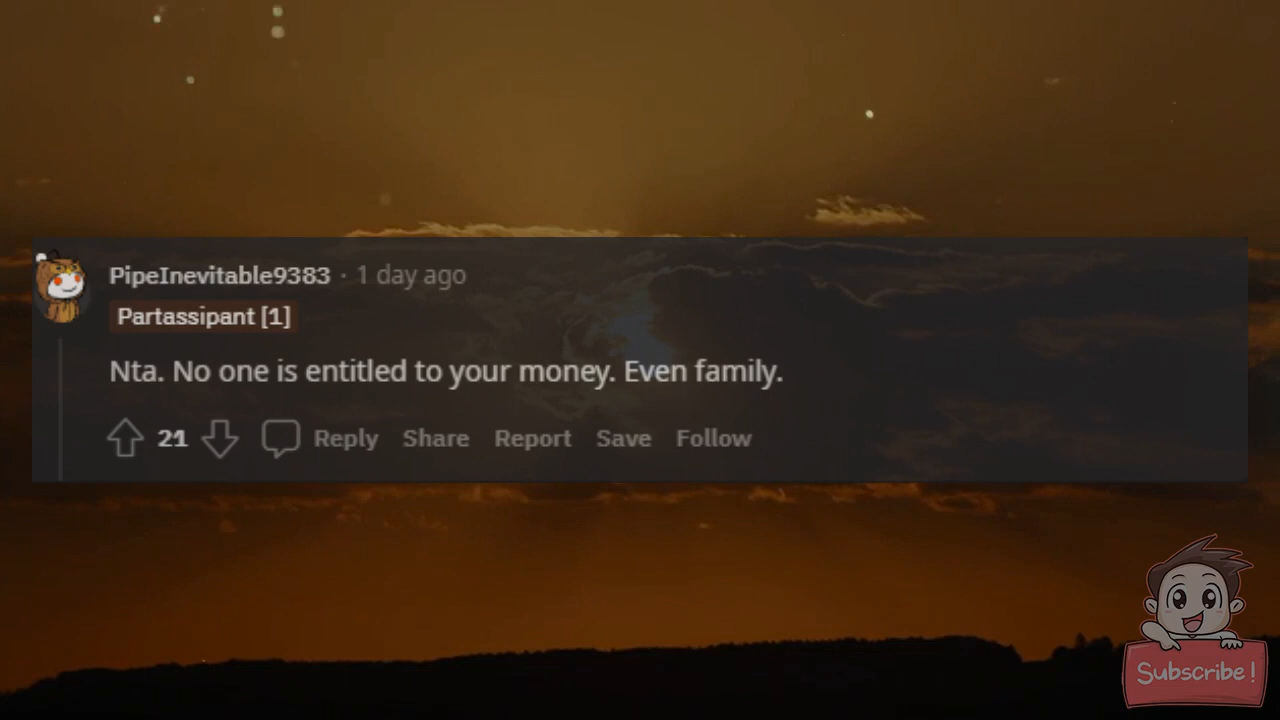 PipeInevitable9383 · 1 day ago
Partassipant [1]
Nta. No one is entitled to your money. Even family.
21 Reply Share Report Save Follow
Subscribe!